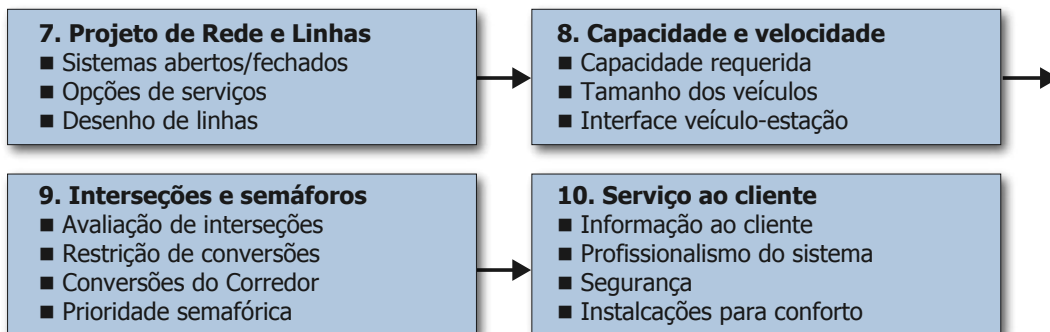 7. Projeto de Rede e Linhas
■ Sistemas abertos/fechados
■ Opções de serviços
■ Desenho de linhas
8. Capacidade e velocidade
■ Capacidade requerida
■ Tamanho dos veículos
■ Interface veículo-estação
9. Interseções e semáforos
■ Avaliação de interseções
■ Restrição de conversões
■ Conversões do Corredor
■ Prioridade semafórica
10. Serviço ao cliente
■ Informação ao cliente
■ Profissionalismo do sistema
■ Segurança
■ Instalcações para conforto